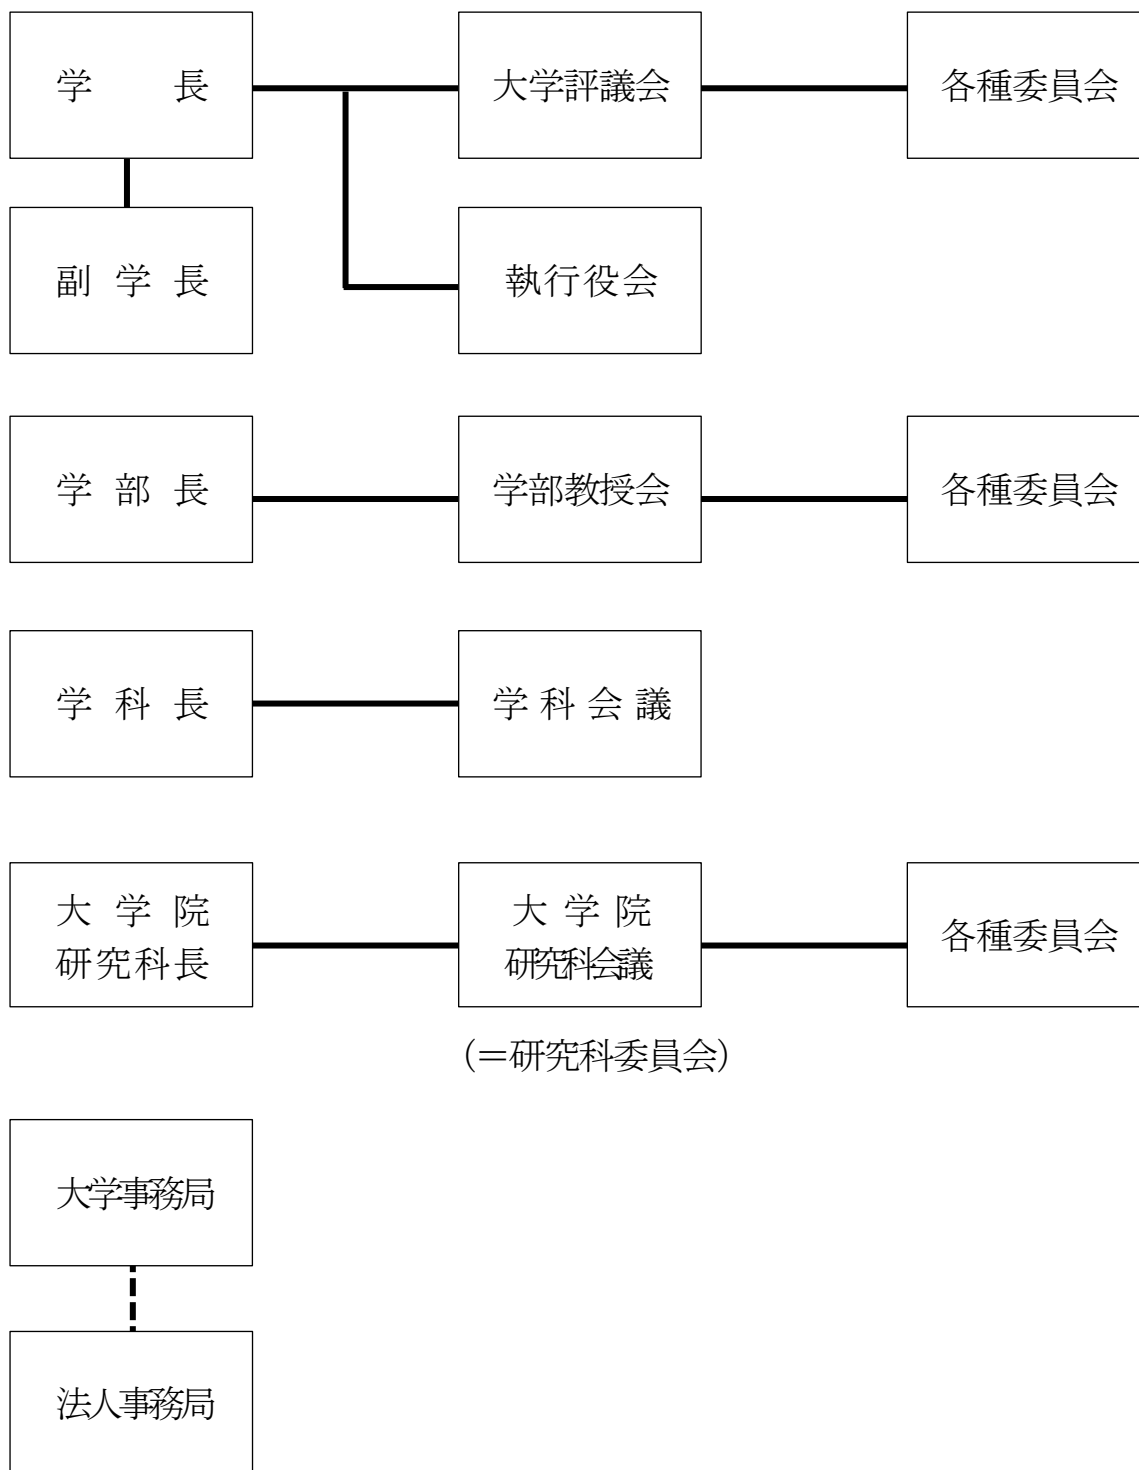 学長
大学評議会
各種委員会
副学長
執行役会
学部長
学部教授会
各種委員会
学科長
学科会議
大学院
研究科長
大学院
研究科会議
各種委員会
（＝研究科委員会）
大学事務局
法人事務局